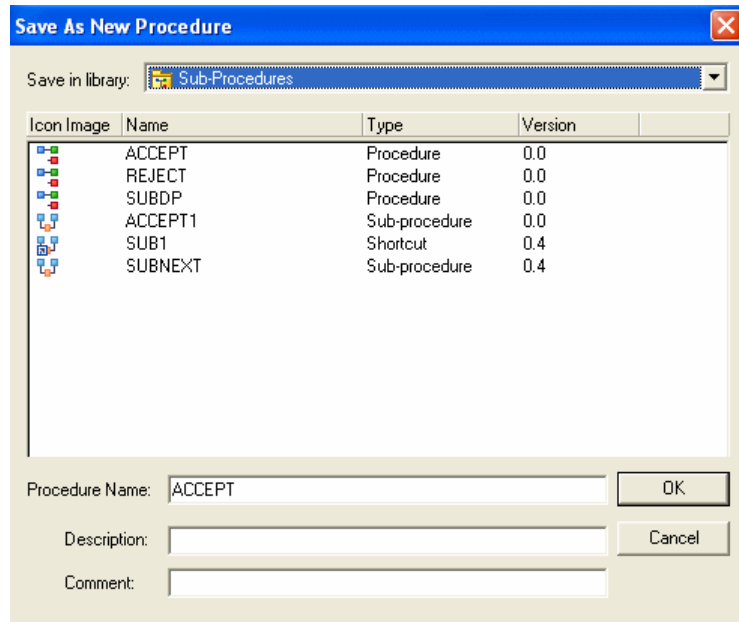 Save As New Procedure
Save in library: Sub-Procedures
Icon Image Name Type Version
ACCEPT Procedure 0.0
REJECT Procedure 0.0
SUBDP Procedure 0.0
ACCEPT1 Sub-procedure 0.0
SUB1 Shortcut 0.4
SUBNEXT Sub-procedure 0.4
Procedure Name: ACCEPT OK
Description: Cancel
Comment: